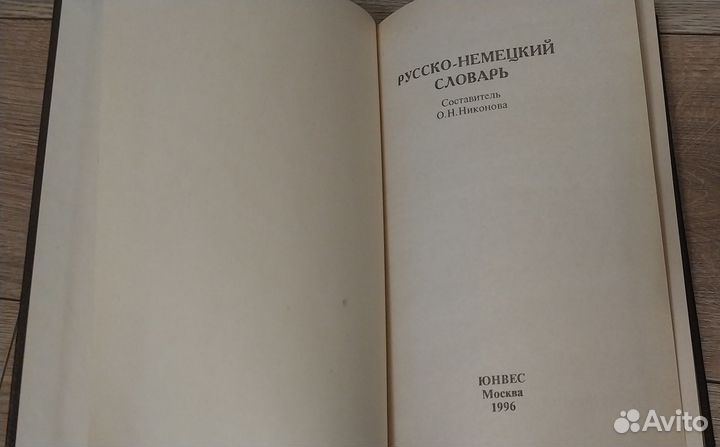 РУССКО-НЕМЕЦКИЙ
СЛОВАРЬ
Составитель
О.Н.Никонова
ЮНВЕС
Москва
1996
Avito